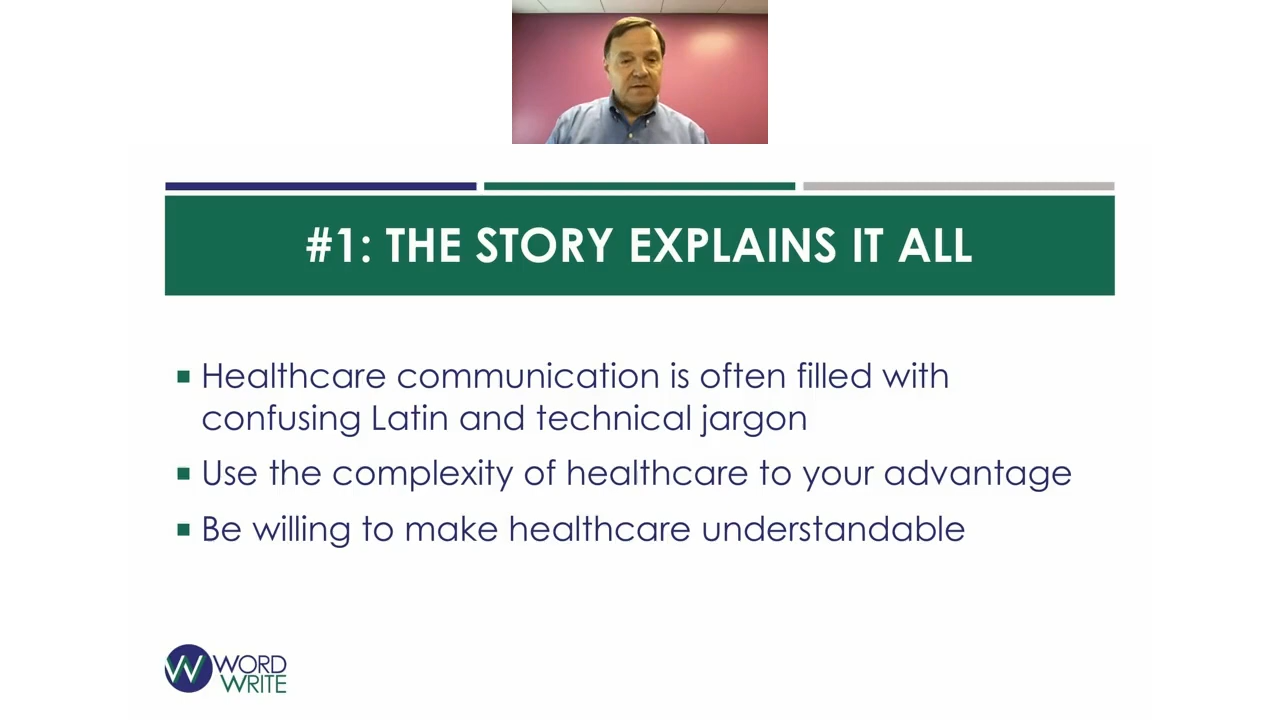 #1: THE STORY EXPLAINS IT ALL
Healthcare communication is often filled with
confusing Latin and technical jargon
Use the complexity of healthcare to your advantage
Be willing to make healthcare understandable
W WORD
WRITE